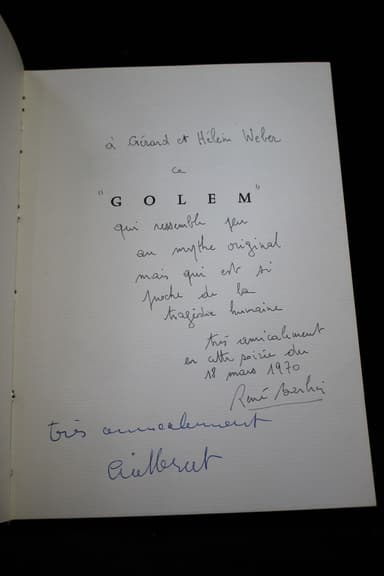 à Gérard et Hélène Weber
ce
"GOLEM"
qui ressemble peu
au mythe original
mais qui est si
proche de la
tragédie humaine
très amicalement
en cette soirée du
18 mars 1970
René
très amicalement